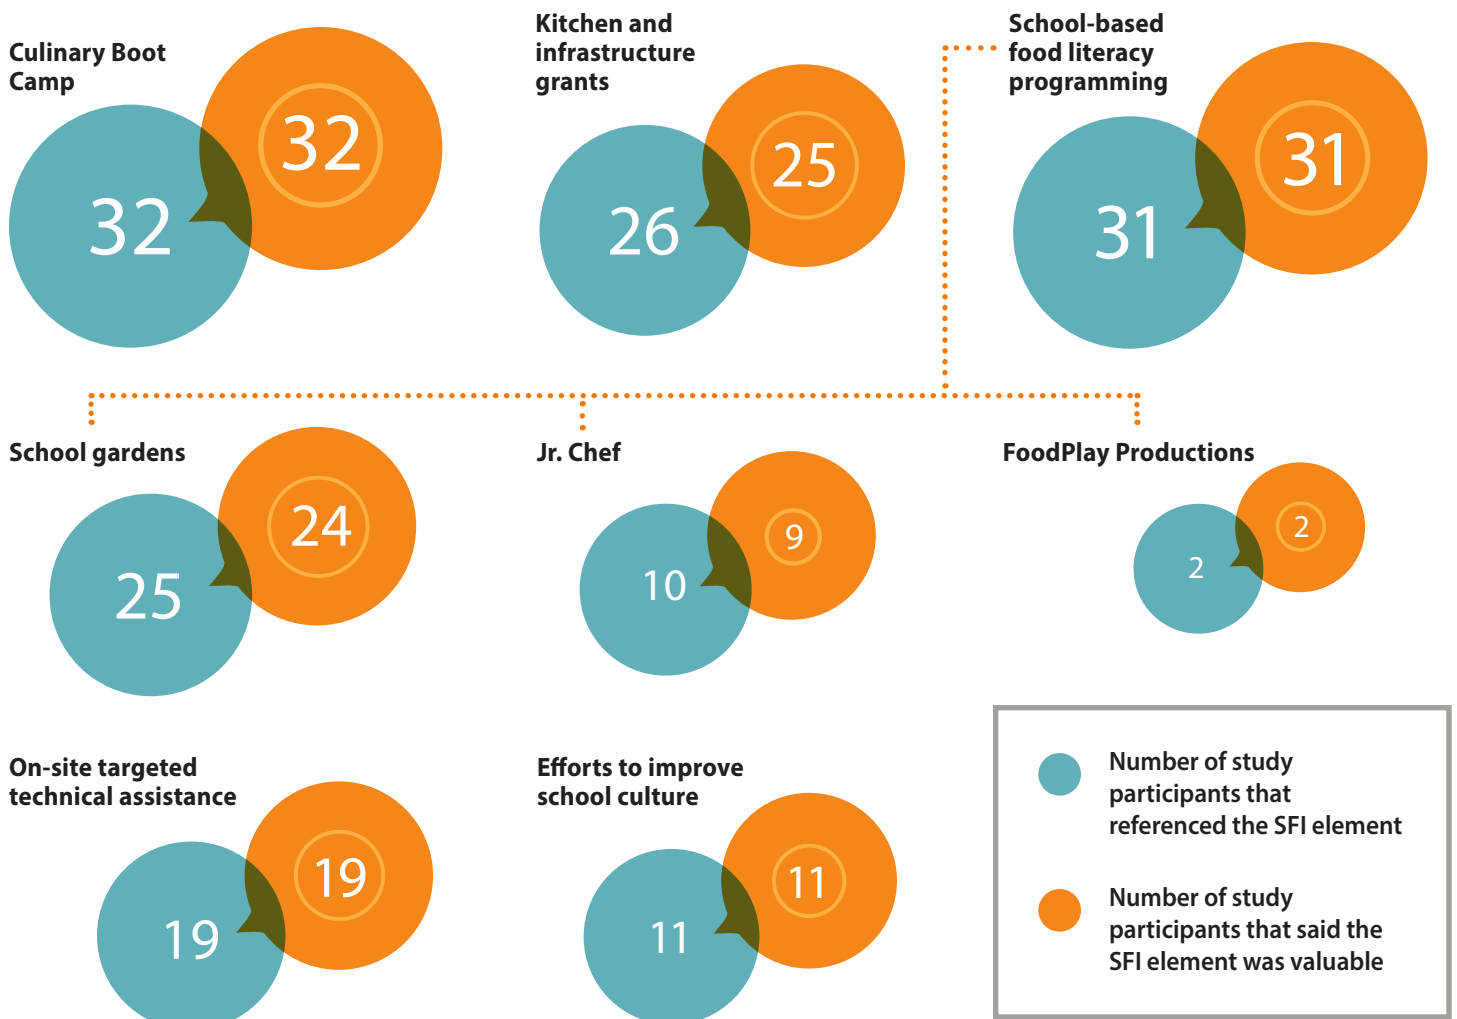 Culinary Boot
Camp
32
32
Kitchen and
infrastructure
grants
26
25
School-based
food literacy
programming
31
31
School gardens
25
24
Jr. Chef
10
9
FoodPlay Productions
2
2
On-site targeted
technical assistance
19
19
Efforts to improve
school culture
11
11
Number of study
participants that
referenced the SFI element
Number of study
participants that said the
SFI element was valuable